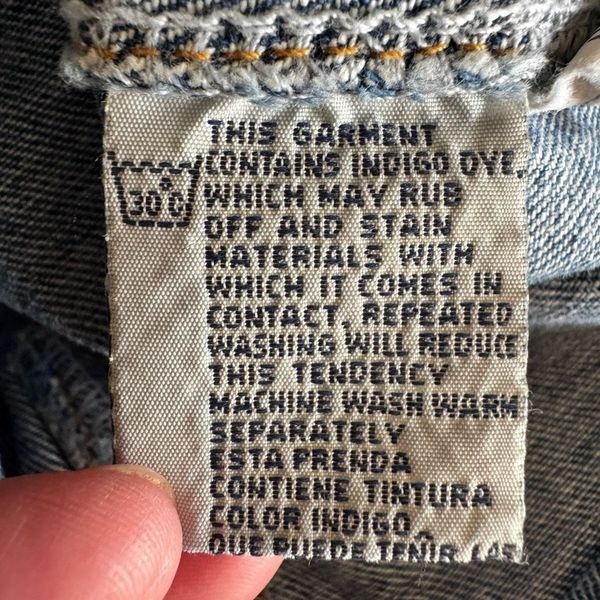 30°C
THIS GARMENT
CONTAINS INDIGO DYE,
WHICH MAY RUB
OFF AND STAIN
MATERIALS WITH
WHICH IT COMES IN
CONTACT, REPEATED
WASHING WILL REDUCE
THIS TENDENCY
MACHINE WASH WARM
SEPARATELY
ESTA PRENDA
CONTIENE TINTURA
COLOR INDIGO,
QUE PUEDE TENIR LAS